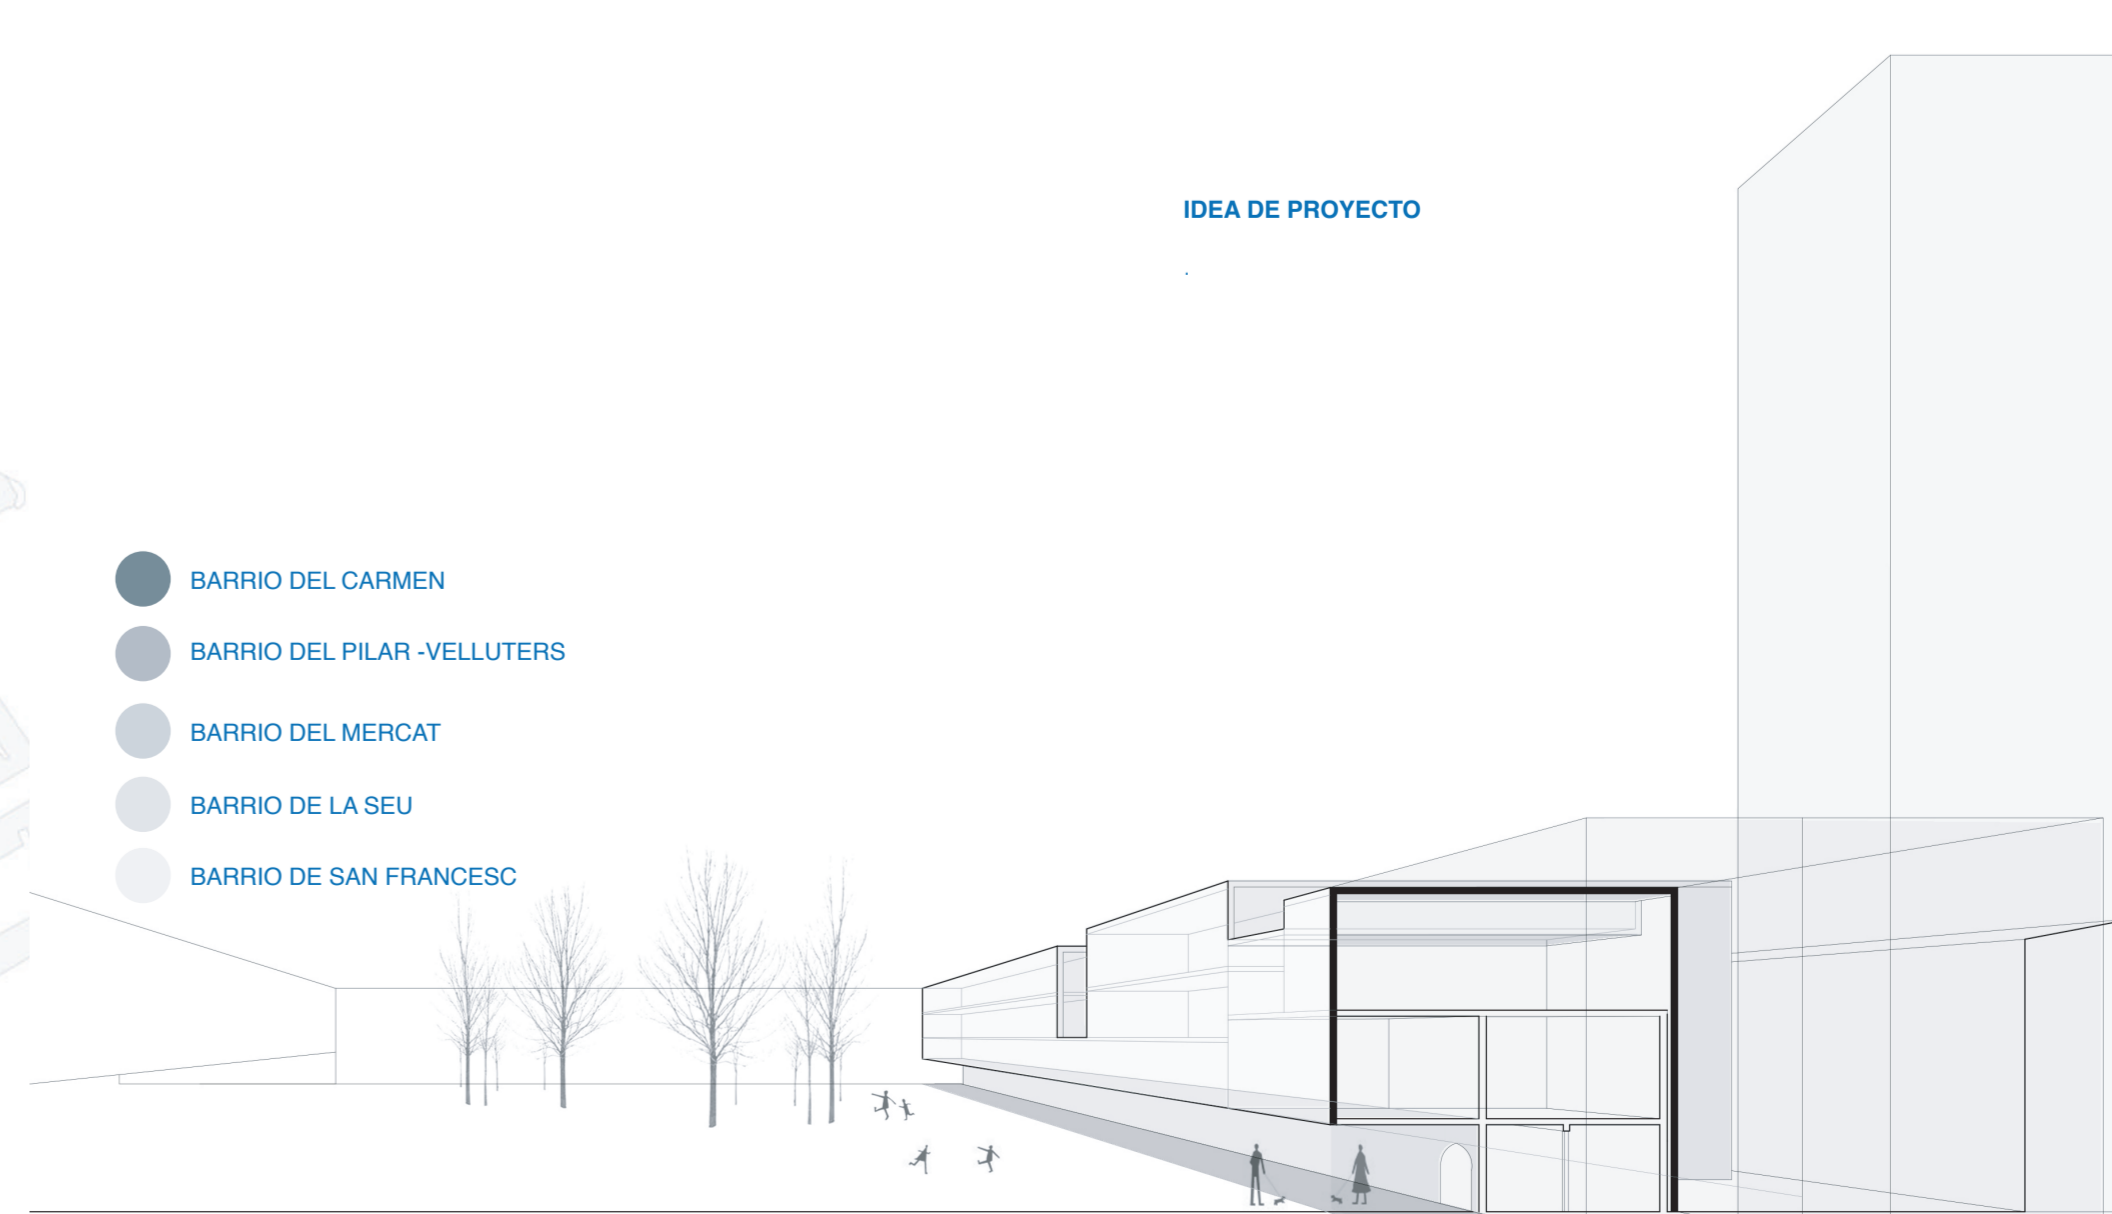 IDEA DE PROYECTO
.
BARRIO DEL CARMEN
BARRIO DEL PILAR -VELLUTERS
BARRIO DEL MERCAT
BARRIO DE LA SEU
BARRIO DE SAN FRANCESC